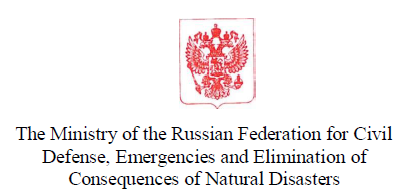 The Ministry of the Russian Federation for Civil
Defense, Emergencies and Elimination of
Consequences of Natural Disasters